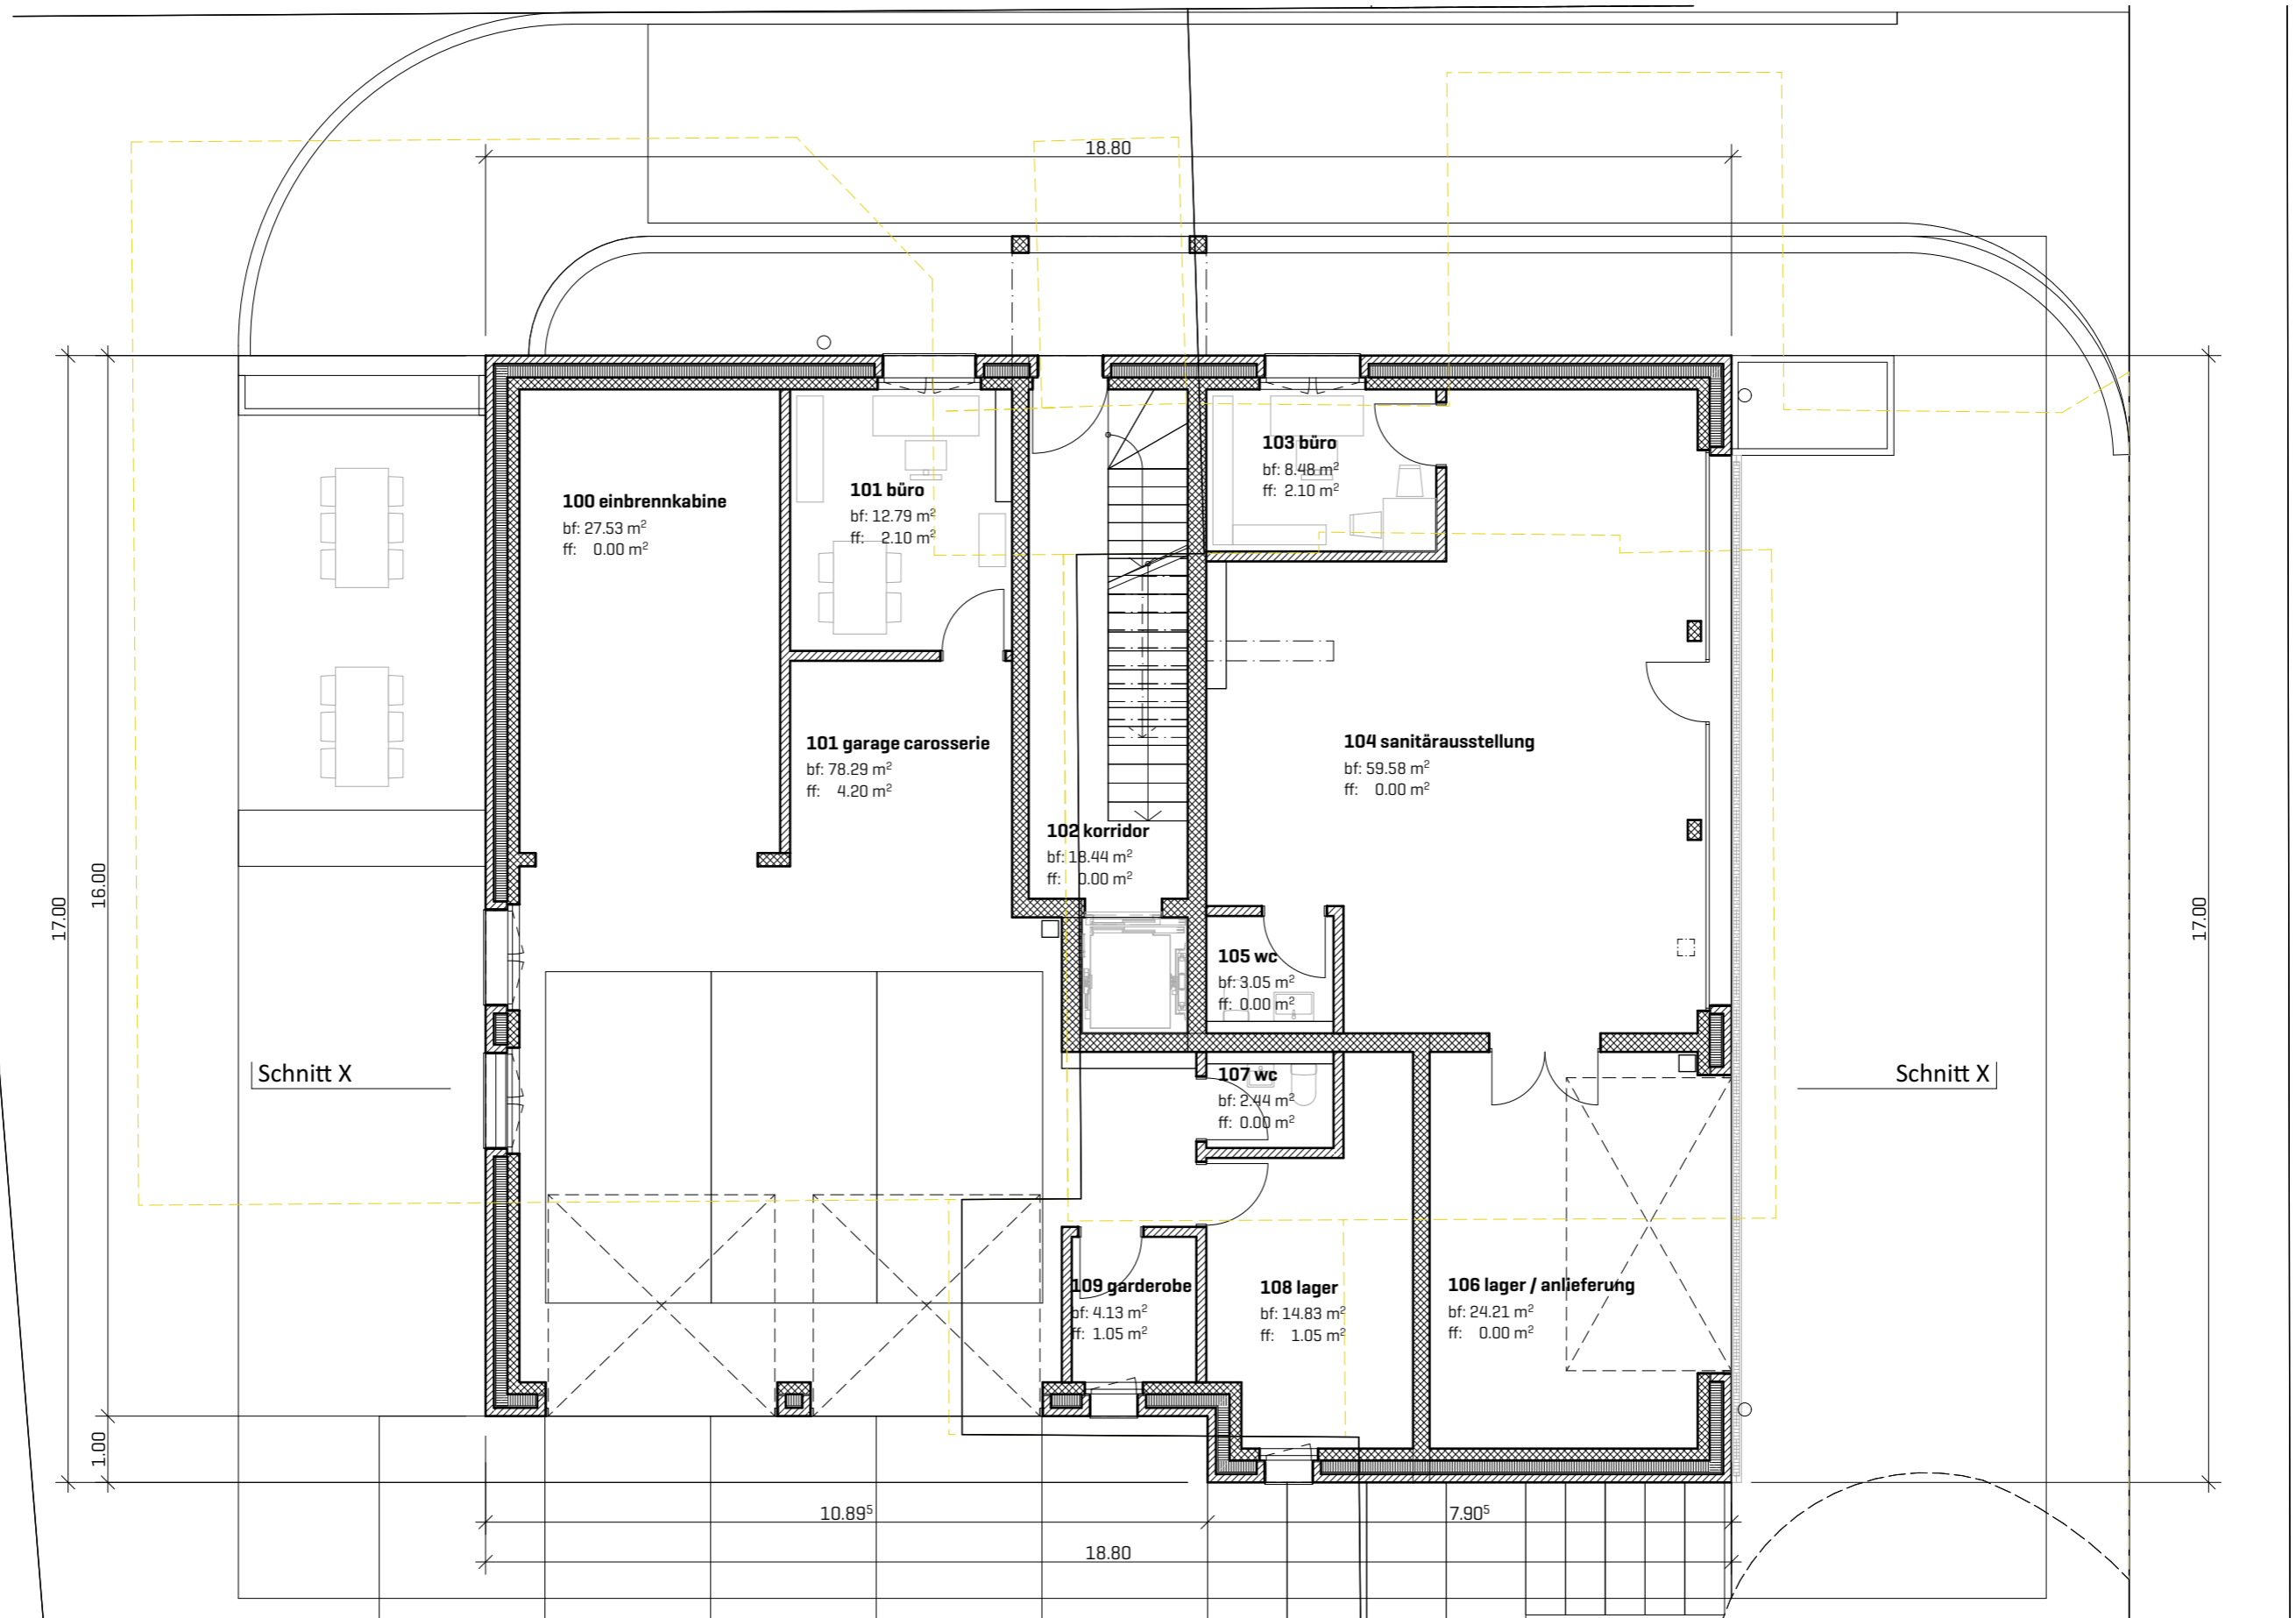 18.80
100 einbrennkabine
bf: 27.53 m²
ff: 0.00 m²
101 büro
bf: 12.79 m²
ff: 2.10 m²
103 büro
bf: 8.48 m²
ff: 2.10 m²
101 garage carosserie
bf: 78.29 m²
ff: 4.20 m²
104 sanitärausstellung
bf: 59.58 m²
ff: 0.00 m²
102 korridor
bf: 18.44 m²
ff: 0.00 m²
17.00
16.00
17.00
105 wc
bf: 3.05 m²
ff: 0.00 m²
Schnitt X
107 wc
bf: 2.44 m²
ff: 0.00 m²
Schnitt X
109 garderobe
bf: 4.13 m²
ff: 1.05 m²
108 lager
bf: 14.83 m²
ff: 1.05 m²
106 lager / anlieferung
bf: 24.21 m²
ff: 0.00 m²
1.00
10.89⁵
7.90⁵
18.80